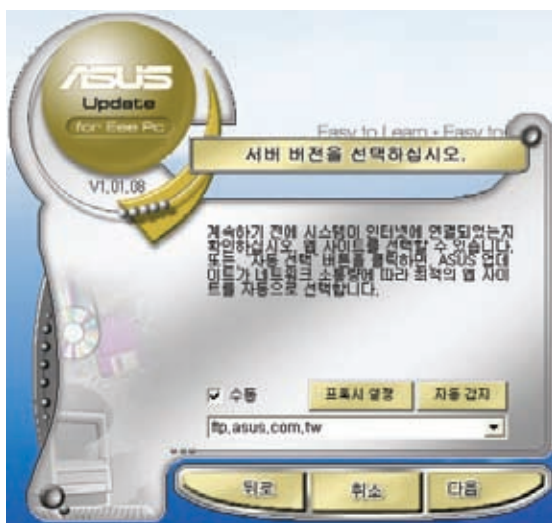 ASUS
Update
for Eee Pc
V1.01.08
Easy to Learn • Easy to
서버 버전을 선택하십시오.
계속하기 전에 시스템이 인터넷에 연결되었는지
확인하십시오. 웹 사이트를 선택할 수 있습니다.
또는, 자동 선택, 버튼을 클릭하면, ASUS 업데
이트가 네트워크 소통량에 따라 최적의 웹 사이
트를 자동으로 선택합니다.
수동
프록시 설정
자동 감지
ftp.asus.com.tw
뒤로
취소
다음